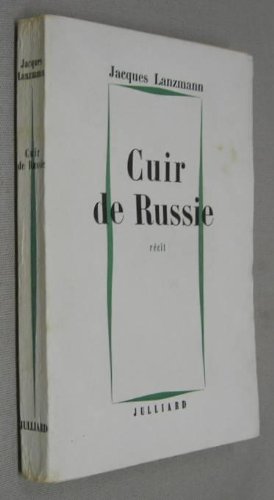 Jacques
Lanzmann
Cuir
de Russie
JULLIARD
Jacques Lanzmann
Cuir
de Russie
récit
JULLIARD